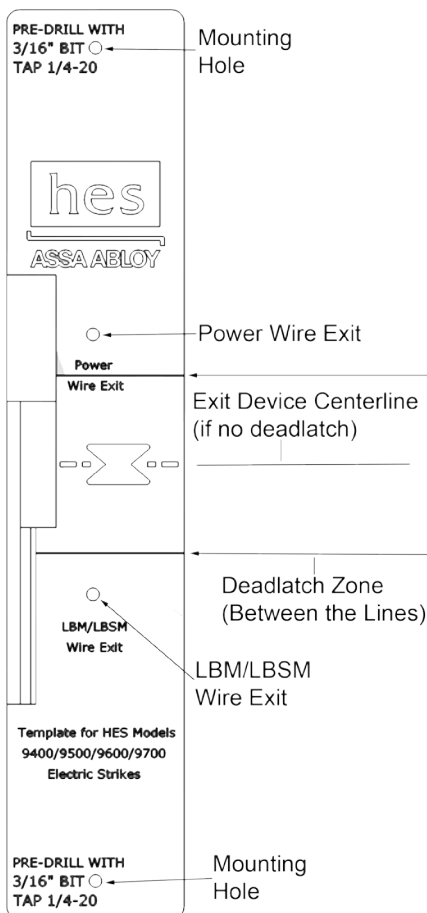 PRE-DRILL WITH
3/16" BIT
TAP 1/4-20
Mounting
Hole
hes
ASSA ABLOY
Power Wire Exit
Power
Wire Exit
Exit Device Centerline
(if no deadlatch)
Deadlatch Zone
(Between the Lines)
LBM/LBSM
Wire Exit
LBM/LBSM
Wire Exit
Template for HES Models
9400/9500/9600/9700
Electric Strikes
PRE-DRILL WITH
3/16" BIT
TAP 1/4-20
Mounting
Hole